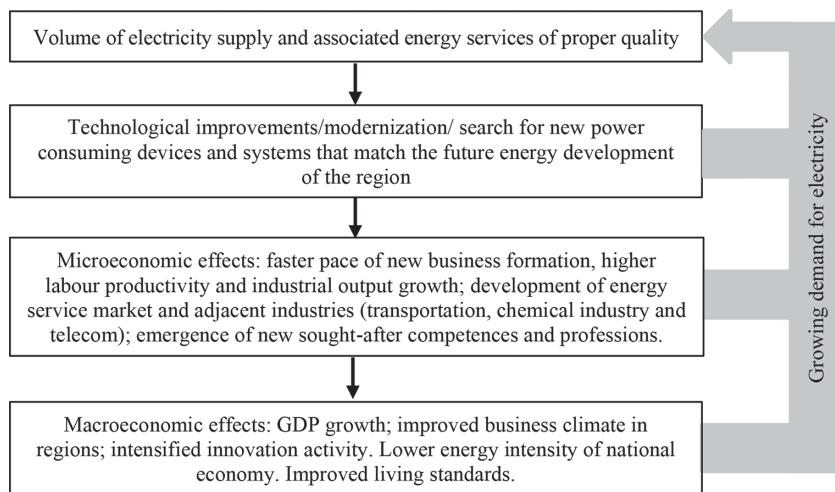 Volume of electricity supply and associated energy services of proper quality
Technological improvements/modernization/ search for new power
consuming devices and systems that match the future energy development
of the region
Microeconomic effects: faster pace of new business formation, higher
labour productivity and industrial output growth; development of energy
service market and adjacent industries (transportation, chemical industry and
telecom); emergence of new sought-after competences and professions.
Macroeconomic effects: GDP growth; improved business climate in
regions; intensified innovation activity. Lower energy intensity of national
economy. Improved living standards.
Growing demand for electricity